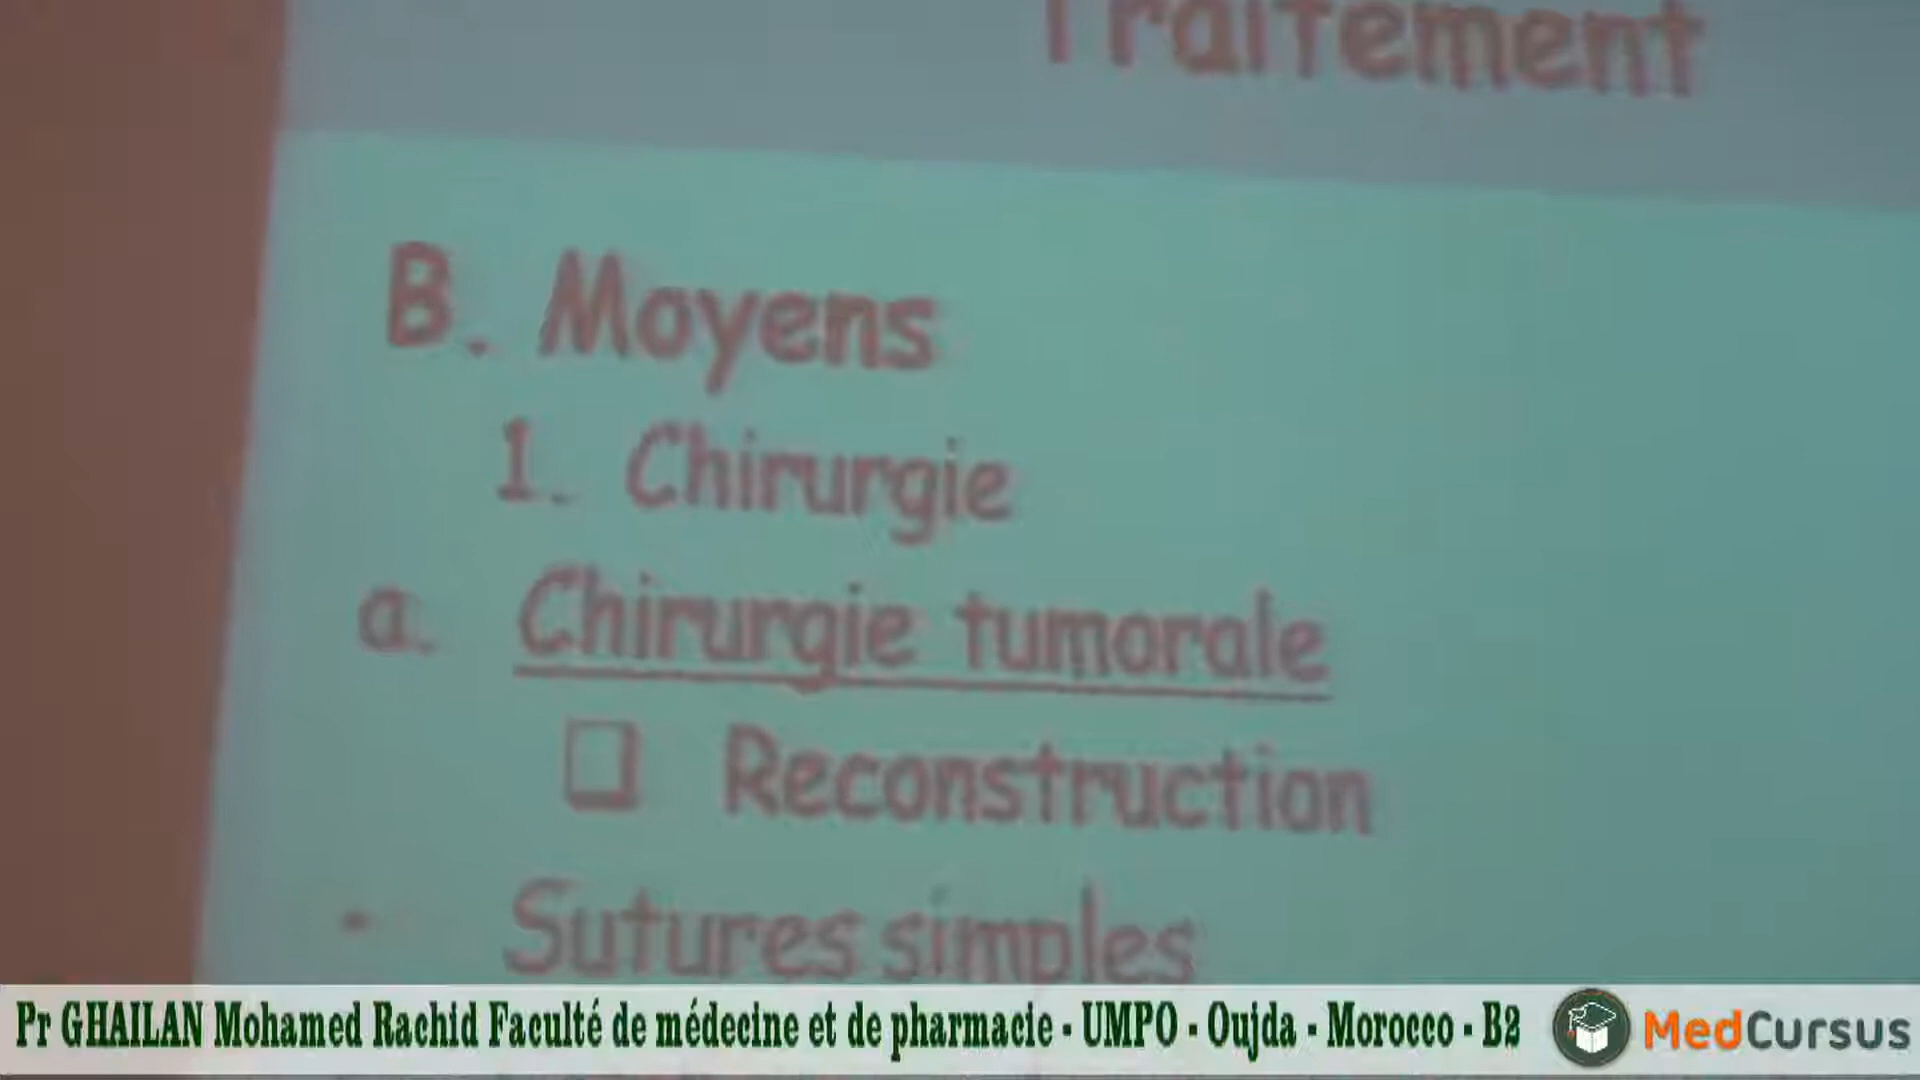 Traitement
B. Moyens
1. Chirurgie
a. Chirurgie tumorale
❑ Reconstruction
• Sutures simples
Pr GHAILAN Mohamed Rachid Faculté de médecine et de pharmacie - UMPO - Oujda - Morocco - B2
MedCursus